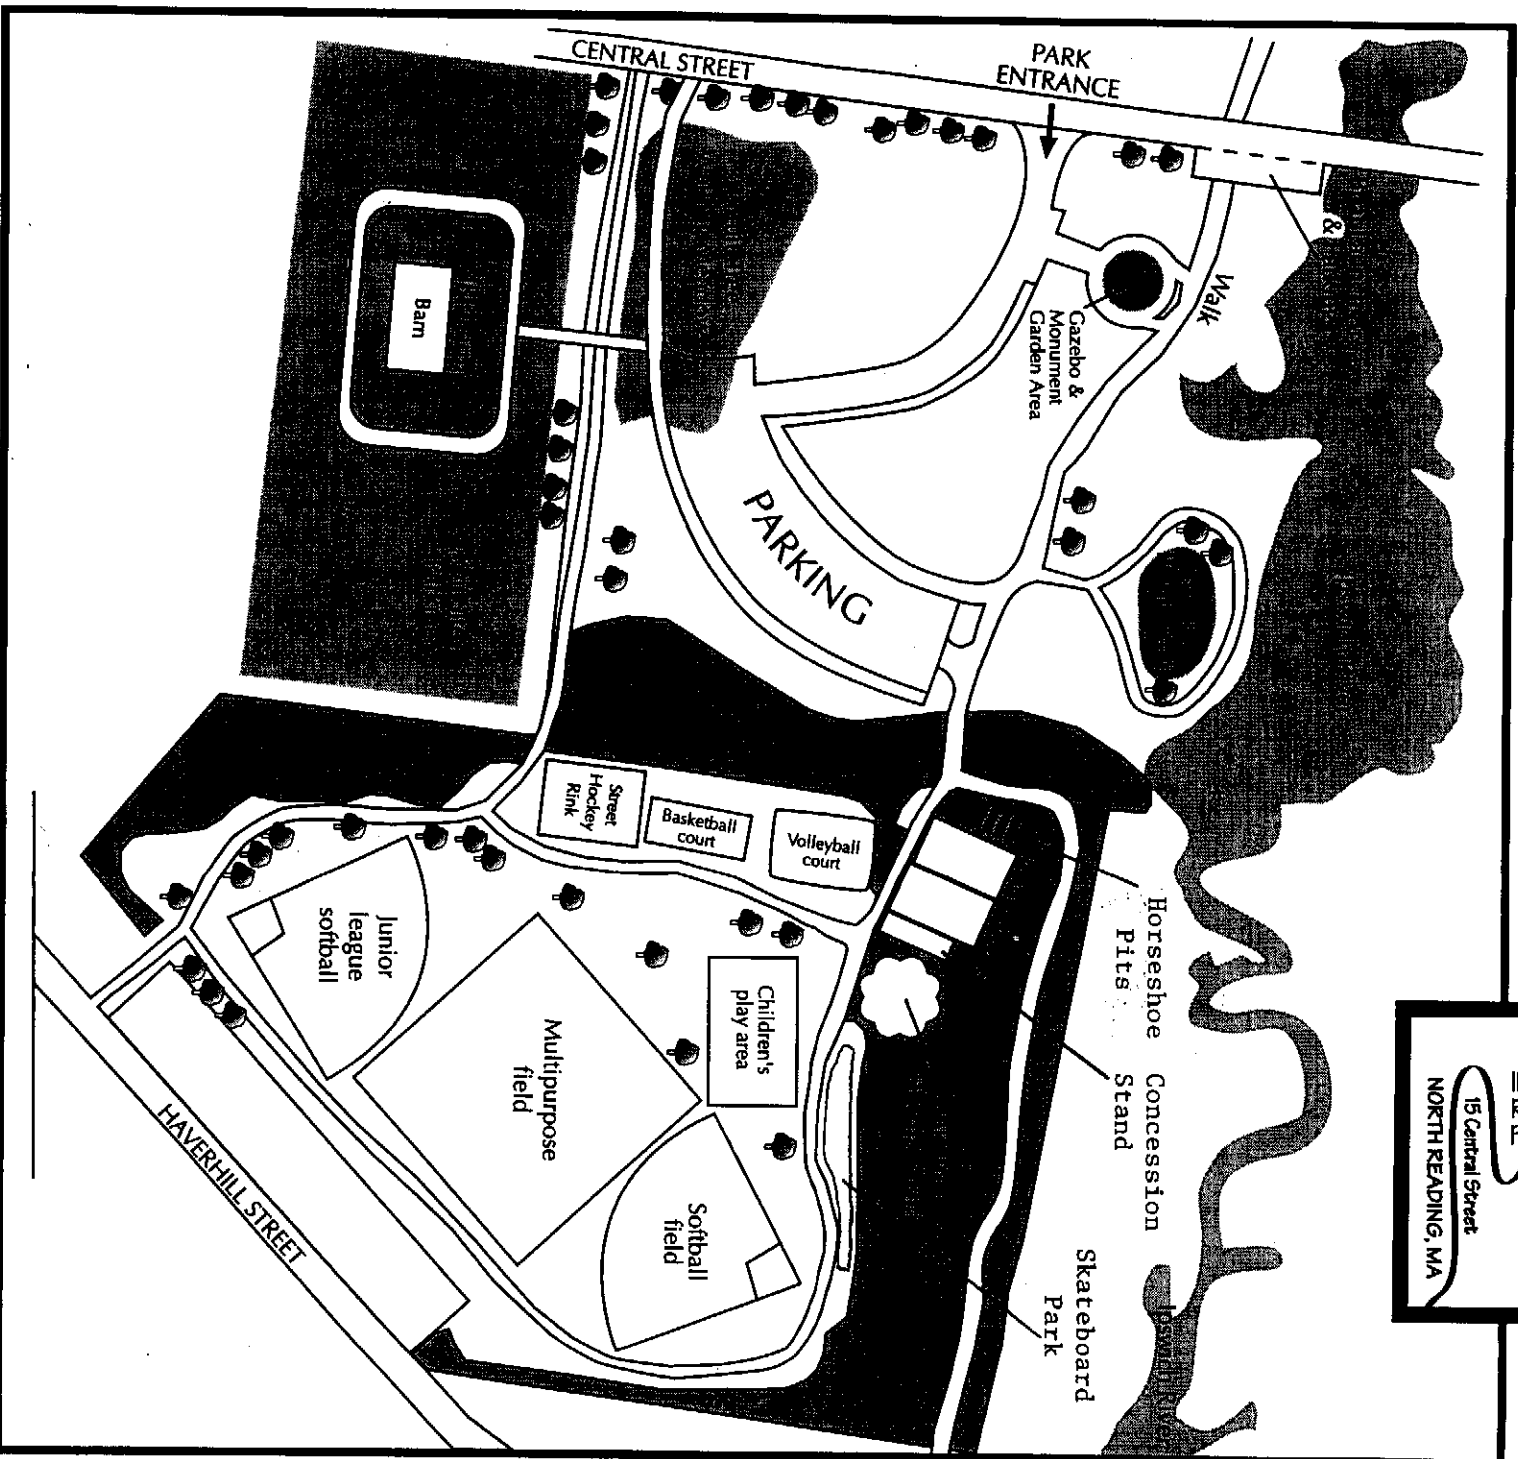 CENTRAL STREET
PARK
ENTRANCE
&
Walk
Gazebo &
Monument
Garden Area
Barn
PARKING
Street
Hockey
Rink
Basketball
court
Volleyball
court
Horseshoe
Pits
Concession
Stand
Skateboard
Park
Junior
league
softball
Children's
play area
Multipurpose
field
Softball
field
HAVERHILL STREET
Ipswich River
15 Central Street
NORTH READING, MA